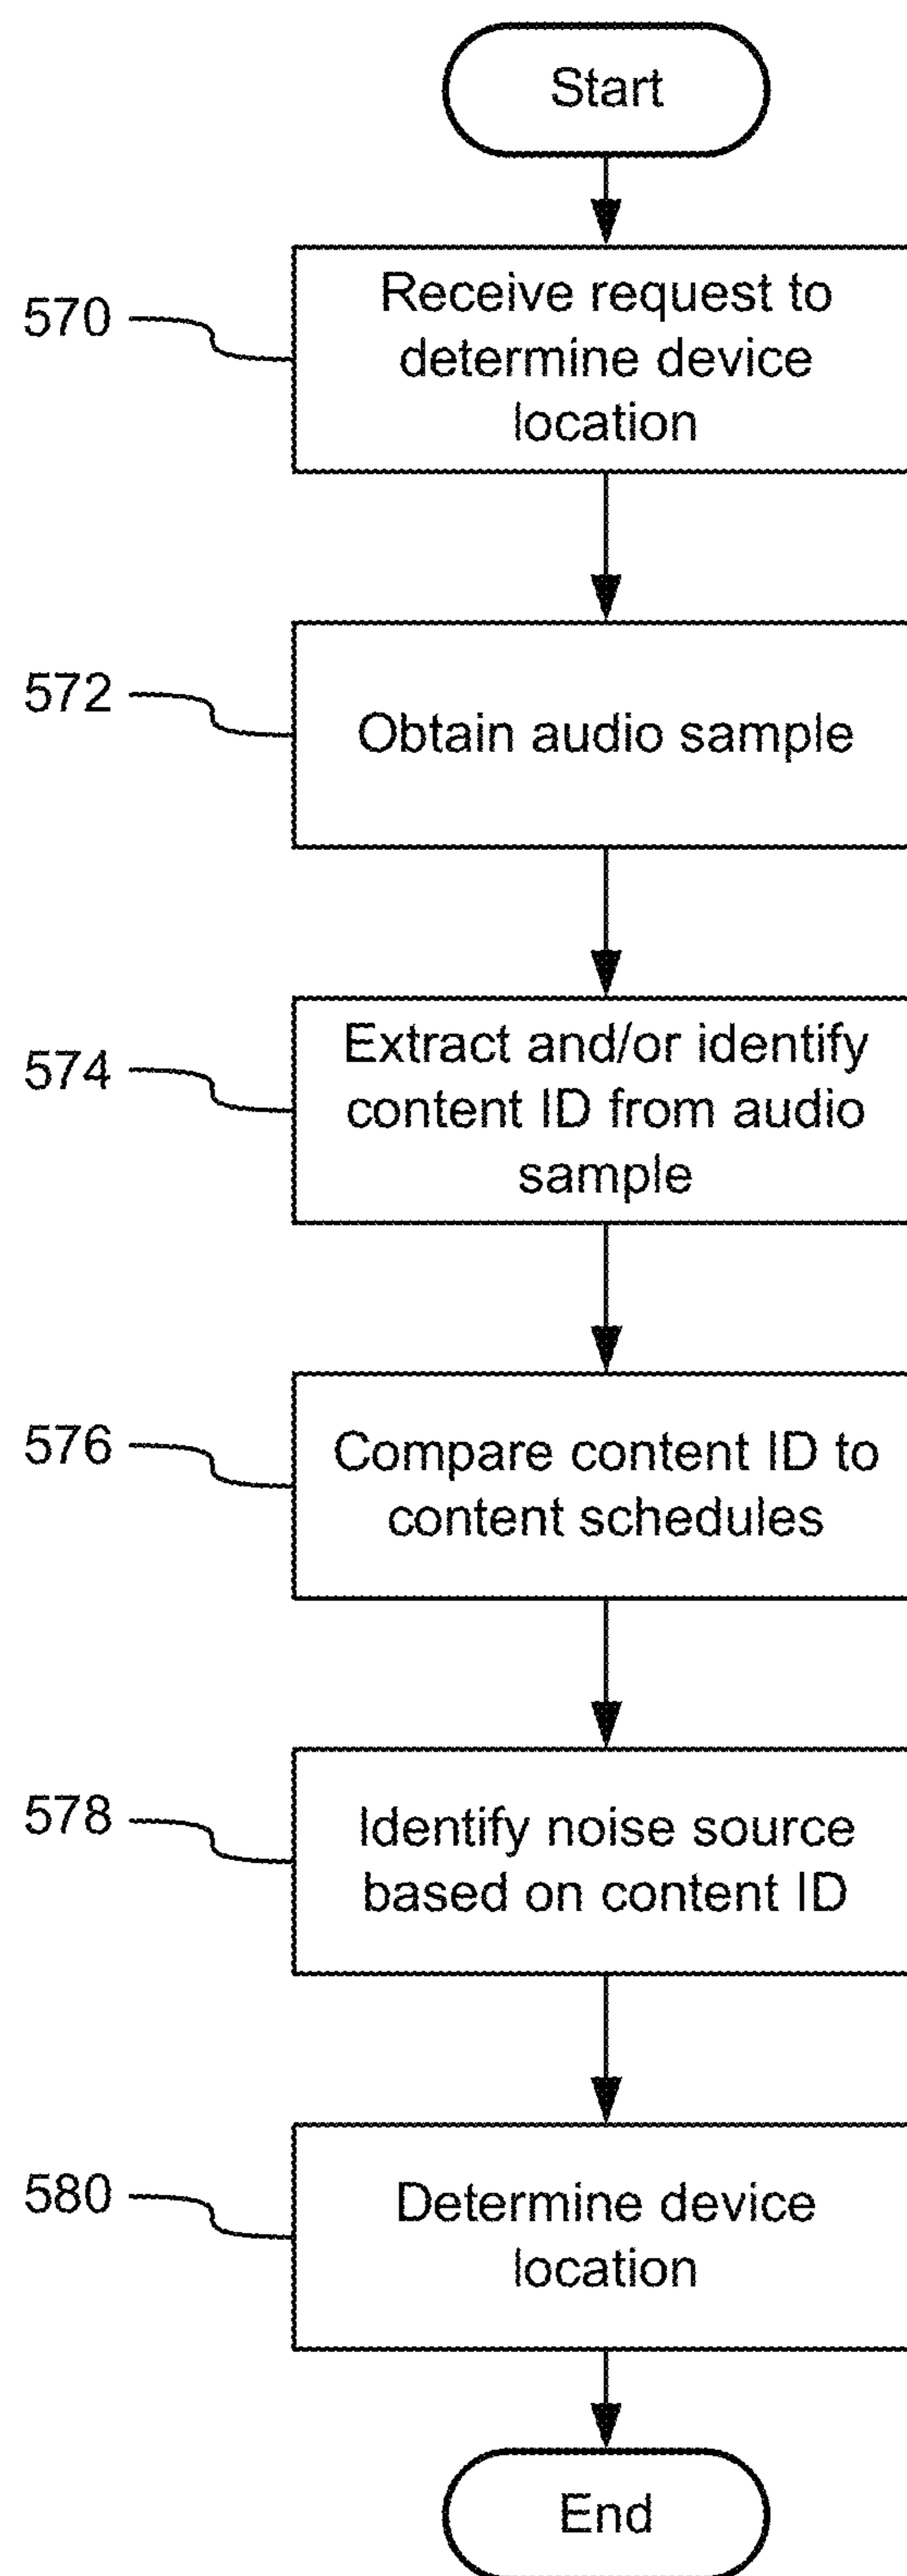 Start
570
Receive request to
determine device
location
572
Obtain audio sample
574
Extract and/or identify
content ID from audio
sample
576
Compare content ID to
content schedules
578
Identify noise source
based on content ID
580
Determine device
location
End